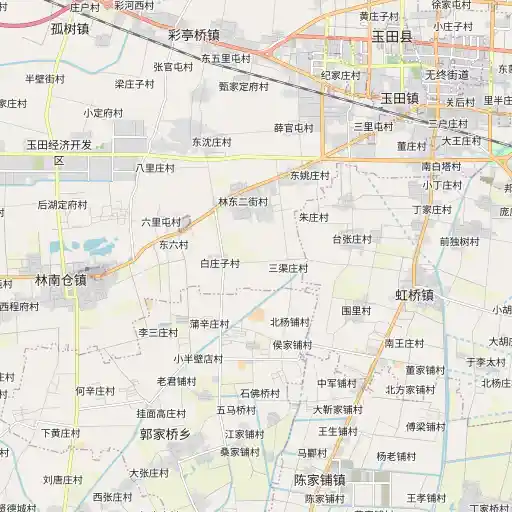 庄户村
彩河西村
黄庄子村
徐家屯村
孤树镇
彩亭桥镇
玉田县
小庄子村
东五里屯村
张官屯村
纪家庄村
无终街道
半壁街村
梁庄子村
甄家定府村
玉田镇
关后村
里半
家庄村
小定府村
薛官屯村
三里屯村
三户庄村
玉田经济开发
区
东沈庄村
董庄村
大王庄村
八里庄村
东姚庄村
南白塔村
小丁庄村
后湖定府村
林东二街村
六里屯村
朱庄村
丁家庄村
东六村
台张庄村
前独树村
白庄子村
三渠庄村
林南仓镇
虹桥镇
西程府村
围里村
蒲辛庄村
北杨铺村
李三庄村
侯家铺村
南王庄村
小半壁店村
于李太村
老君铺村
中军铺村
董家铺村
北方家铺村
何辛庄村
石佛桥村
挂面高庄村
五马桥村
大靳家铺村
下黄庄村
郭家桥乡
江家铺村
王生铺村
傅梁铺村
桑家铺村
马郾村
杨老铺村
大张庄村
刘唐庄村
陈家铺镇
西张庄村
陈家铺村
王孝铺村
丁家桥村